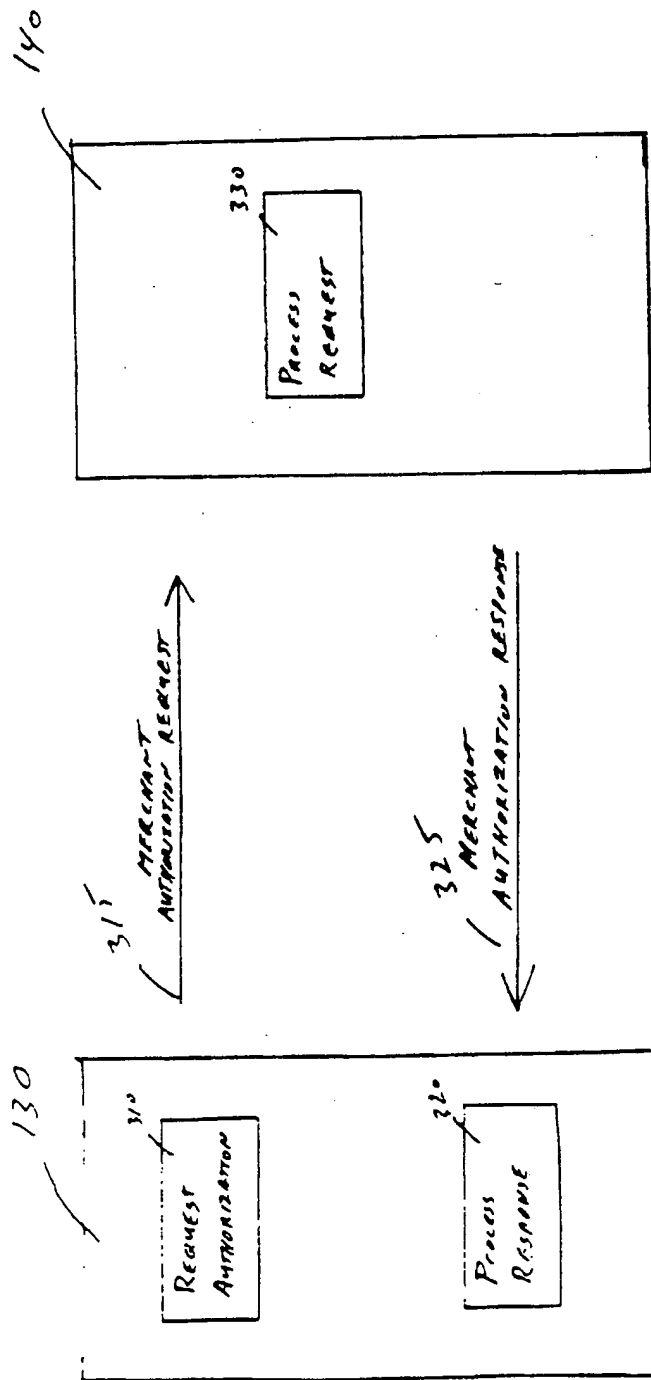 130
310
REQUEST
AUTHORIZATION
320
PROCESS
RESPONSE
315
MERCHANT
AUTHORIZATION REQUEST
325
MERCHANT
AUTHORIZATION RESPONSE
140
330
PROCESS
REQUEST